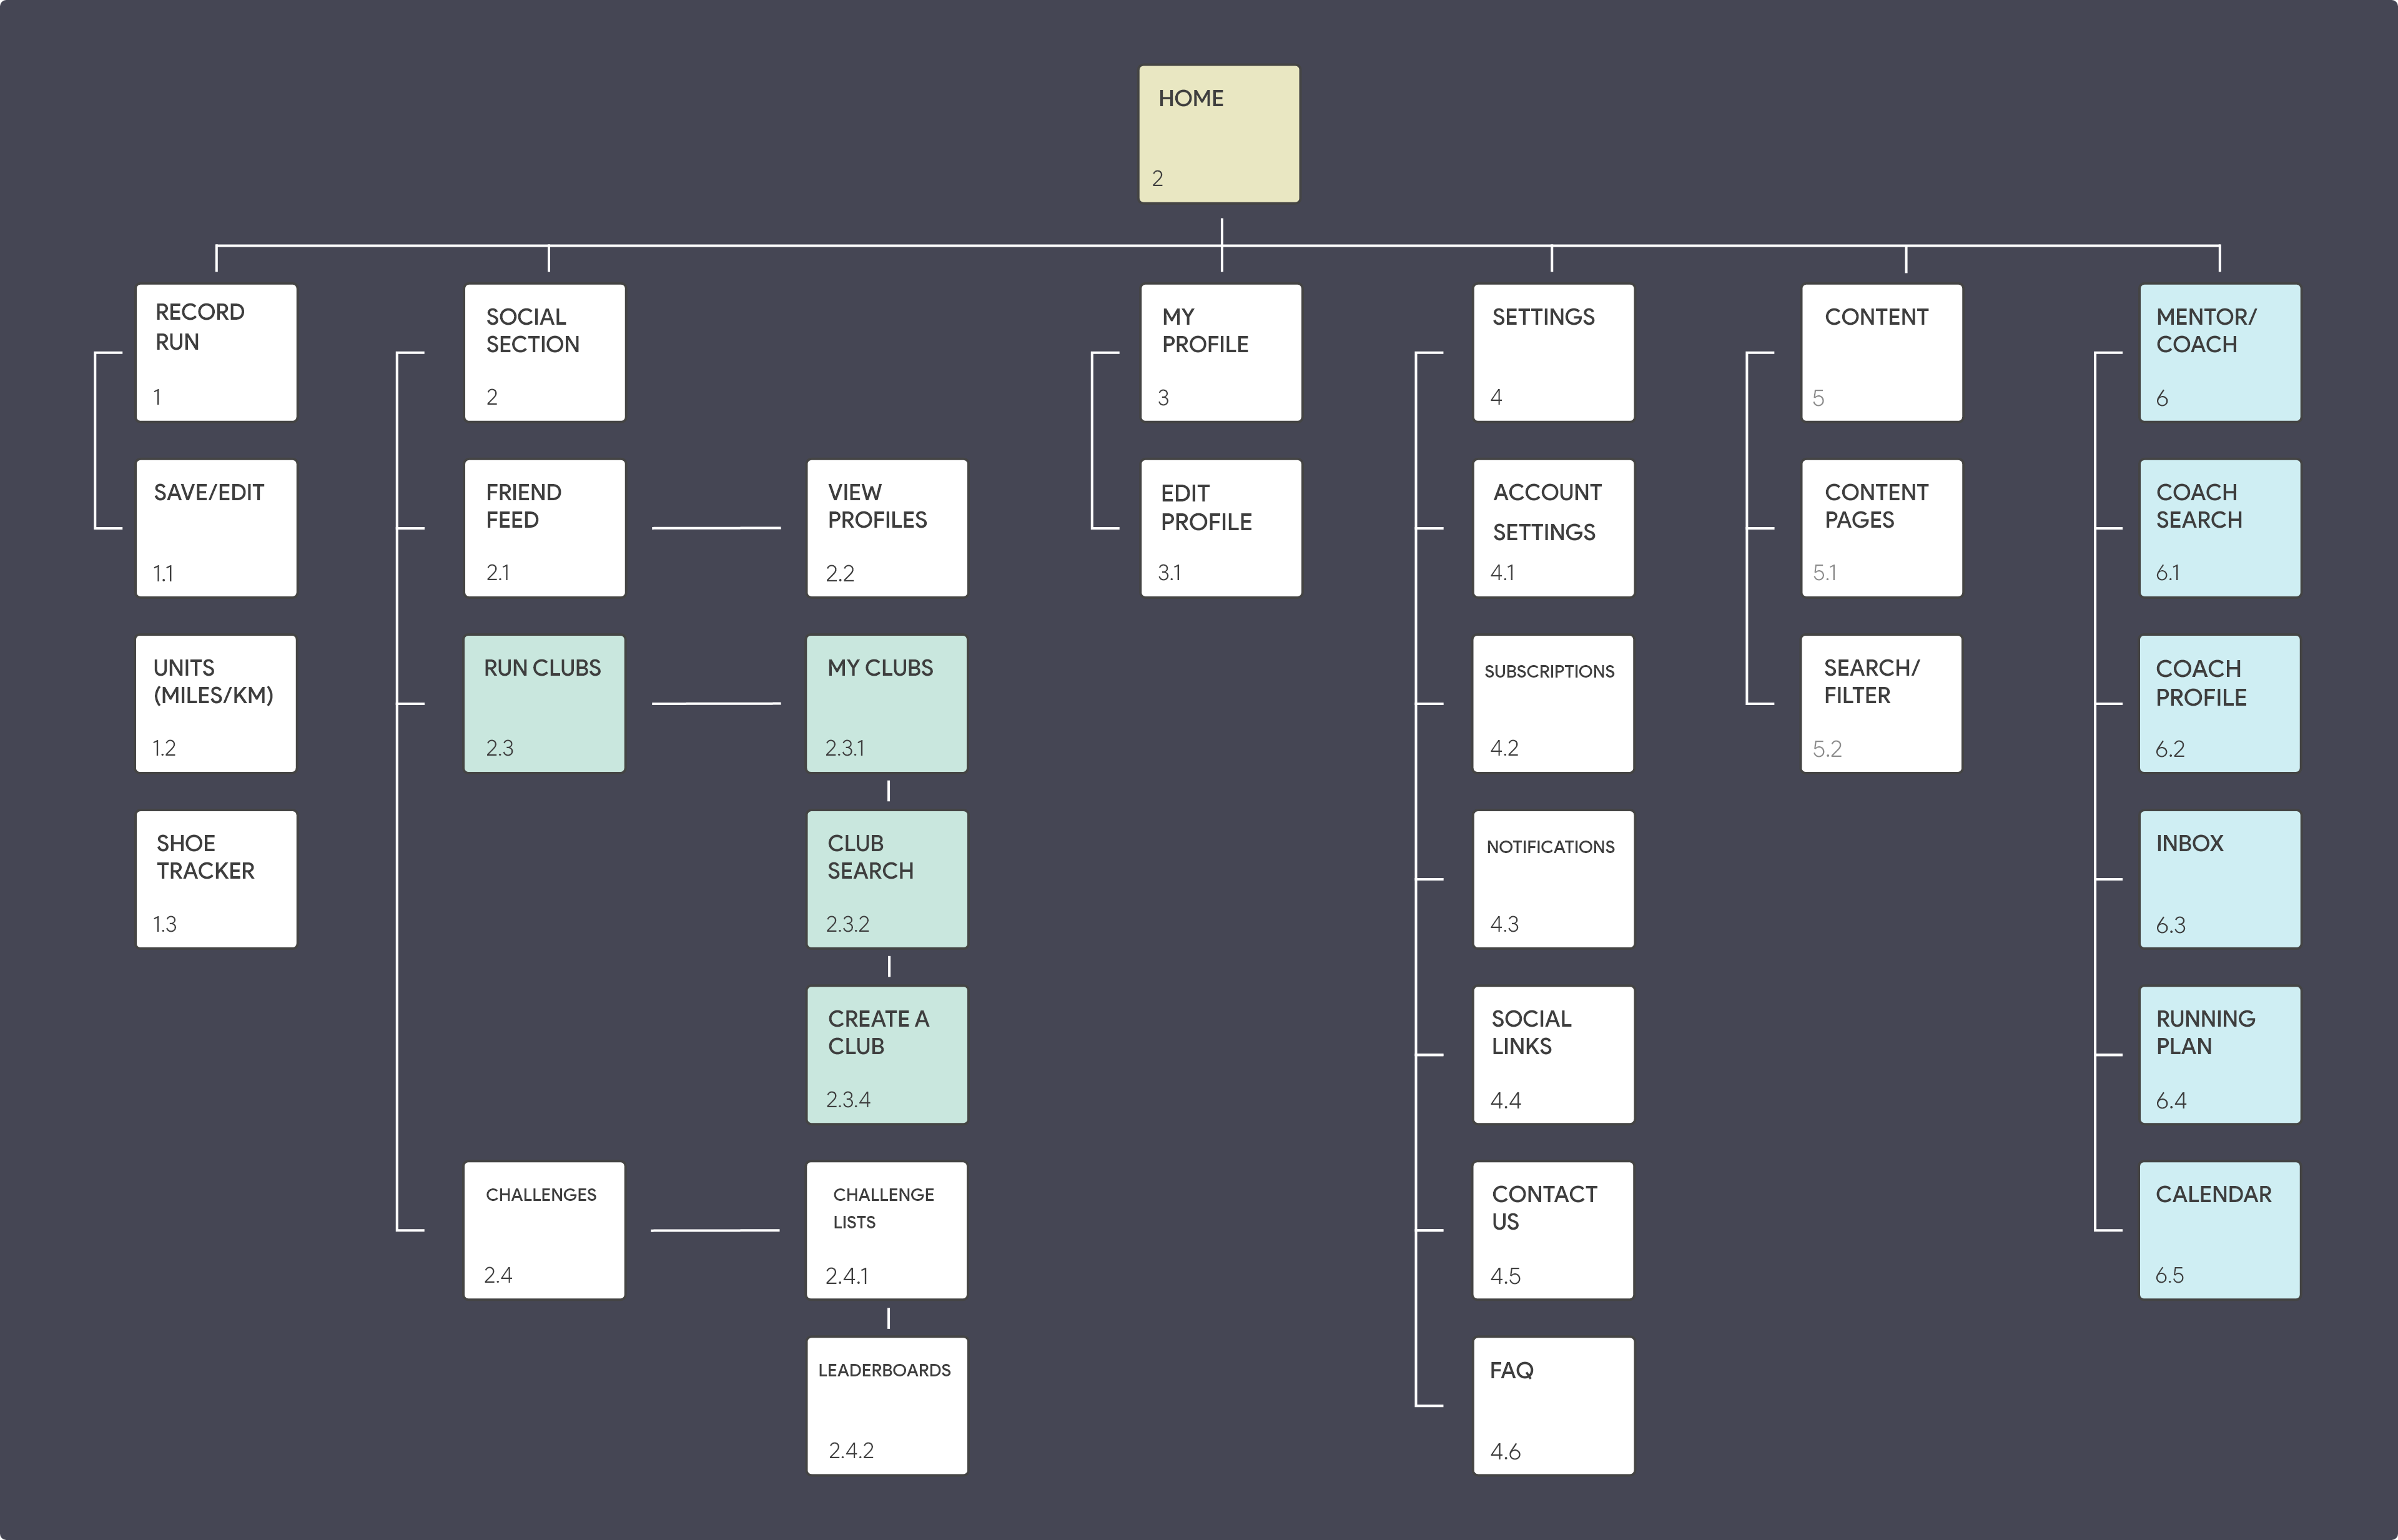 HOME
2
RECORD
RUN
1
SOCIAL
SECTION
2
MY
PROFILE
3
SETTINGS
4
CONTENT
5
MENTOR/
COACH
6
SAVE/EDIT
1.1
FRIEND
FEED
2.1
VIEW
PROFILES
2.2
EDIT
PROFILE
3.1
ACCOUNT
SETTINGS
4.1
CONTENT
PAGES
5.1
COACH
SEARCH
6.1
UNITS
(MILES/KM)
1.2
RUN CLUBS
2.3
MY CLUBS
2.3.1
SUBSCRIPTIONS
4.2
SEARCH/
FILTER
5.2
COACH
PROFILE
6.2
SHOE
TRACKER
1.3
CLUB
SEARCH
2.3.2
NOTIFICATIONS
4.3
INBOX
6.3
CREATE A
CLUB
2.3.4
SOCIAL
LINKS
4.4
RUNNING
PLAN
6.4
CHALLENGES
2.4
CHALLENGE
LISTS
2.4.1
CONTACT
US
4.5
CALENDAR
6.5
LEADERBOARDS
2.4.2
FAQ
4.6